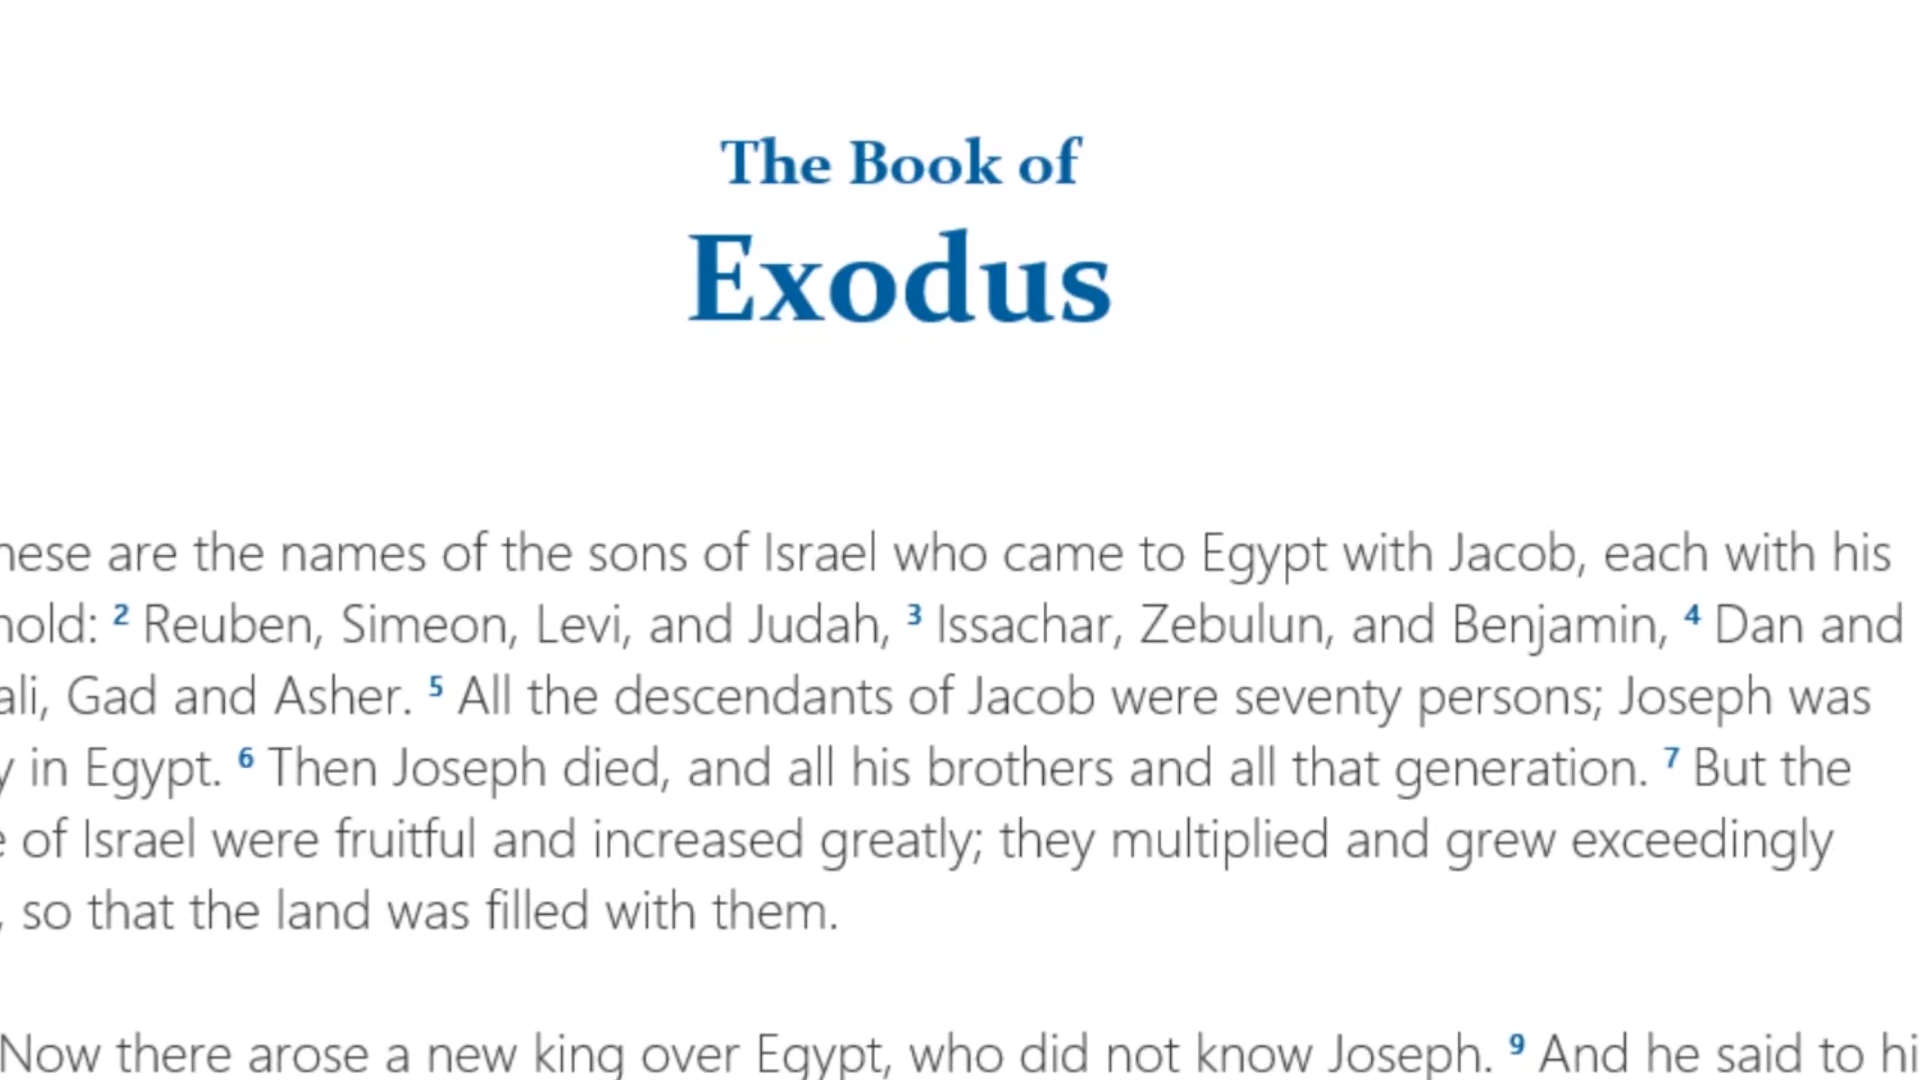 The Book of
Exodus
hese are the names of the sons of Israel who came to Egypt with Jacob, each with his
hold: 2 Reuben, Simeon, Levi, and Judah, 3 Issachar, Zebulun, and Benjamin, 4 Dan and
ali, Gad and Asher. 5 All the descendants of Jacob were seventy persons; Joseph was
y in Egypt. 6 Then Joseph died, and all his brothers and all that generation. 7 But the
e of Israel were fruitful and increased greatly; they multiplied and grew exceedingly
, so that the land was filled with them.
Now there arose a new king over Egypt, who did not know Joseph. 9 And he said to hi